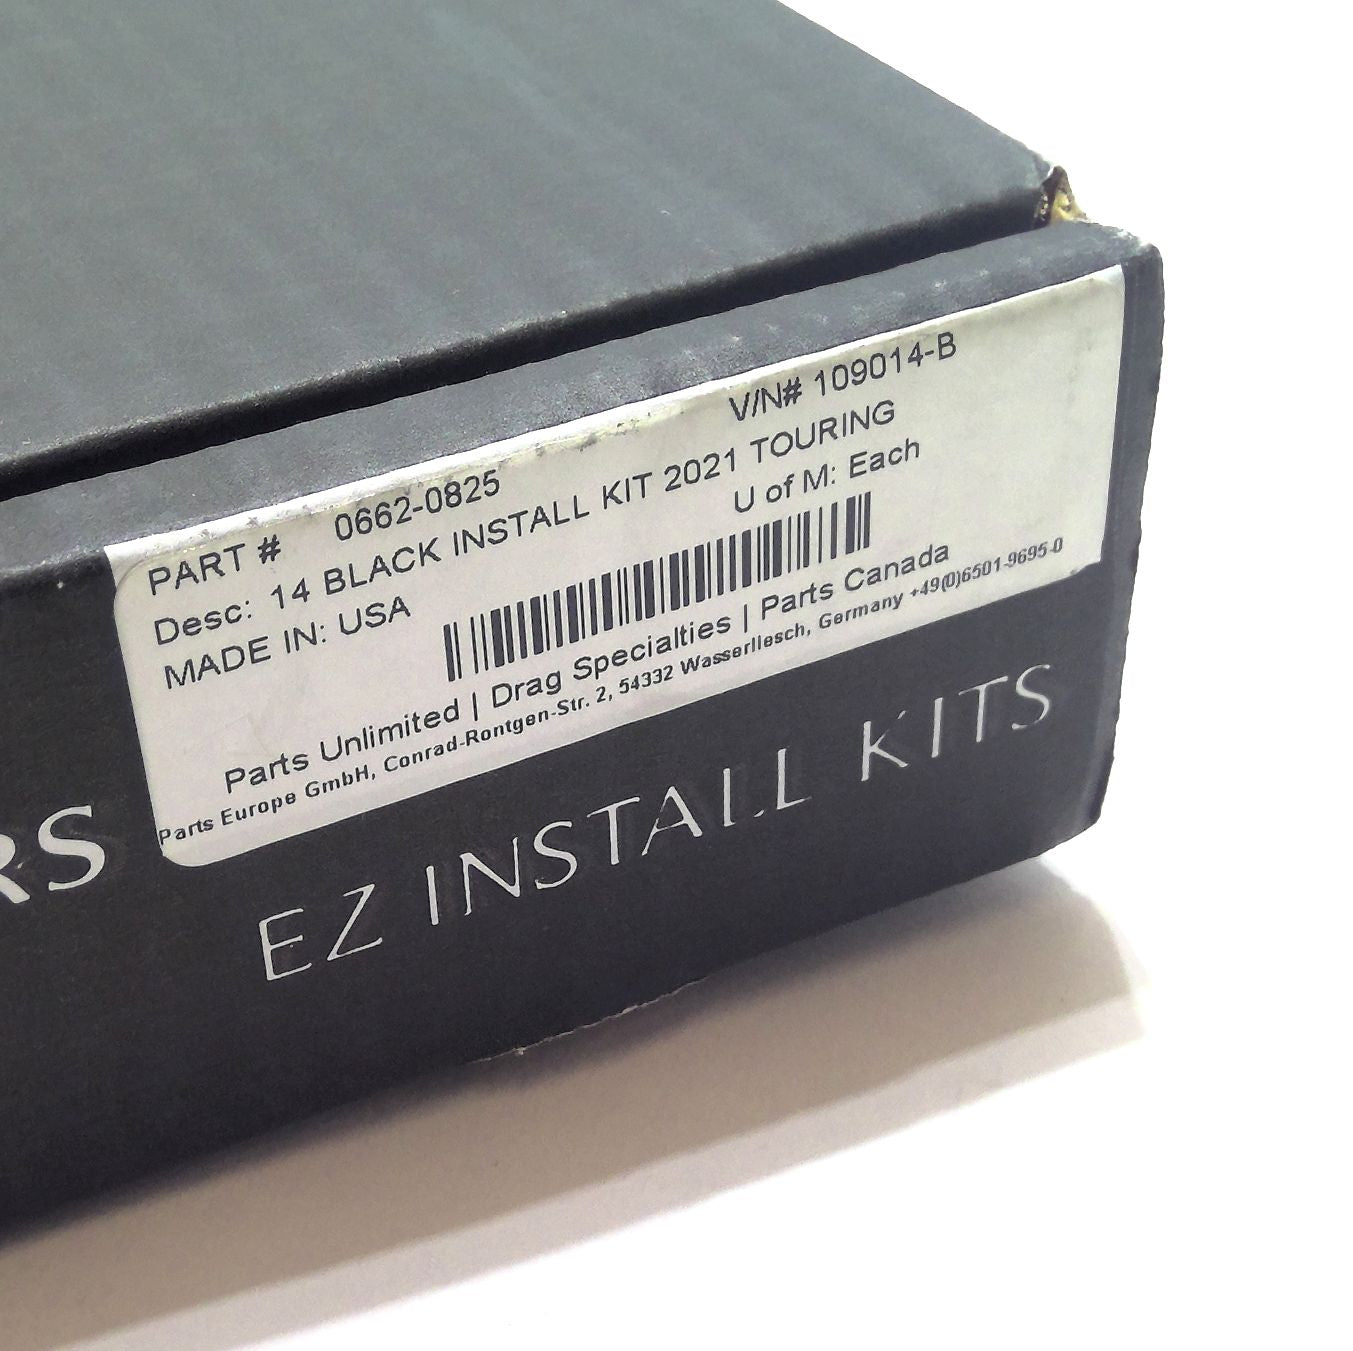 PART # 0662-0825 V/N# 109014-B
Desc: 14 BLACK INSTALL KIT 2021 TOURING
MADE IN: USA U of M: Each
Parts Unlimited | Drag Specialties | Parts Canada
Parts Europe GmbH, Conrad-Rontgen-Str. 2, 54332 Wasserliesch, Germany +49(0)6501-9695-0
RS
EZ INSTALL KITS